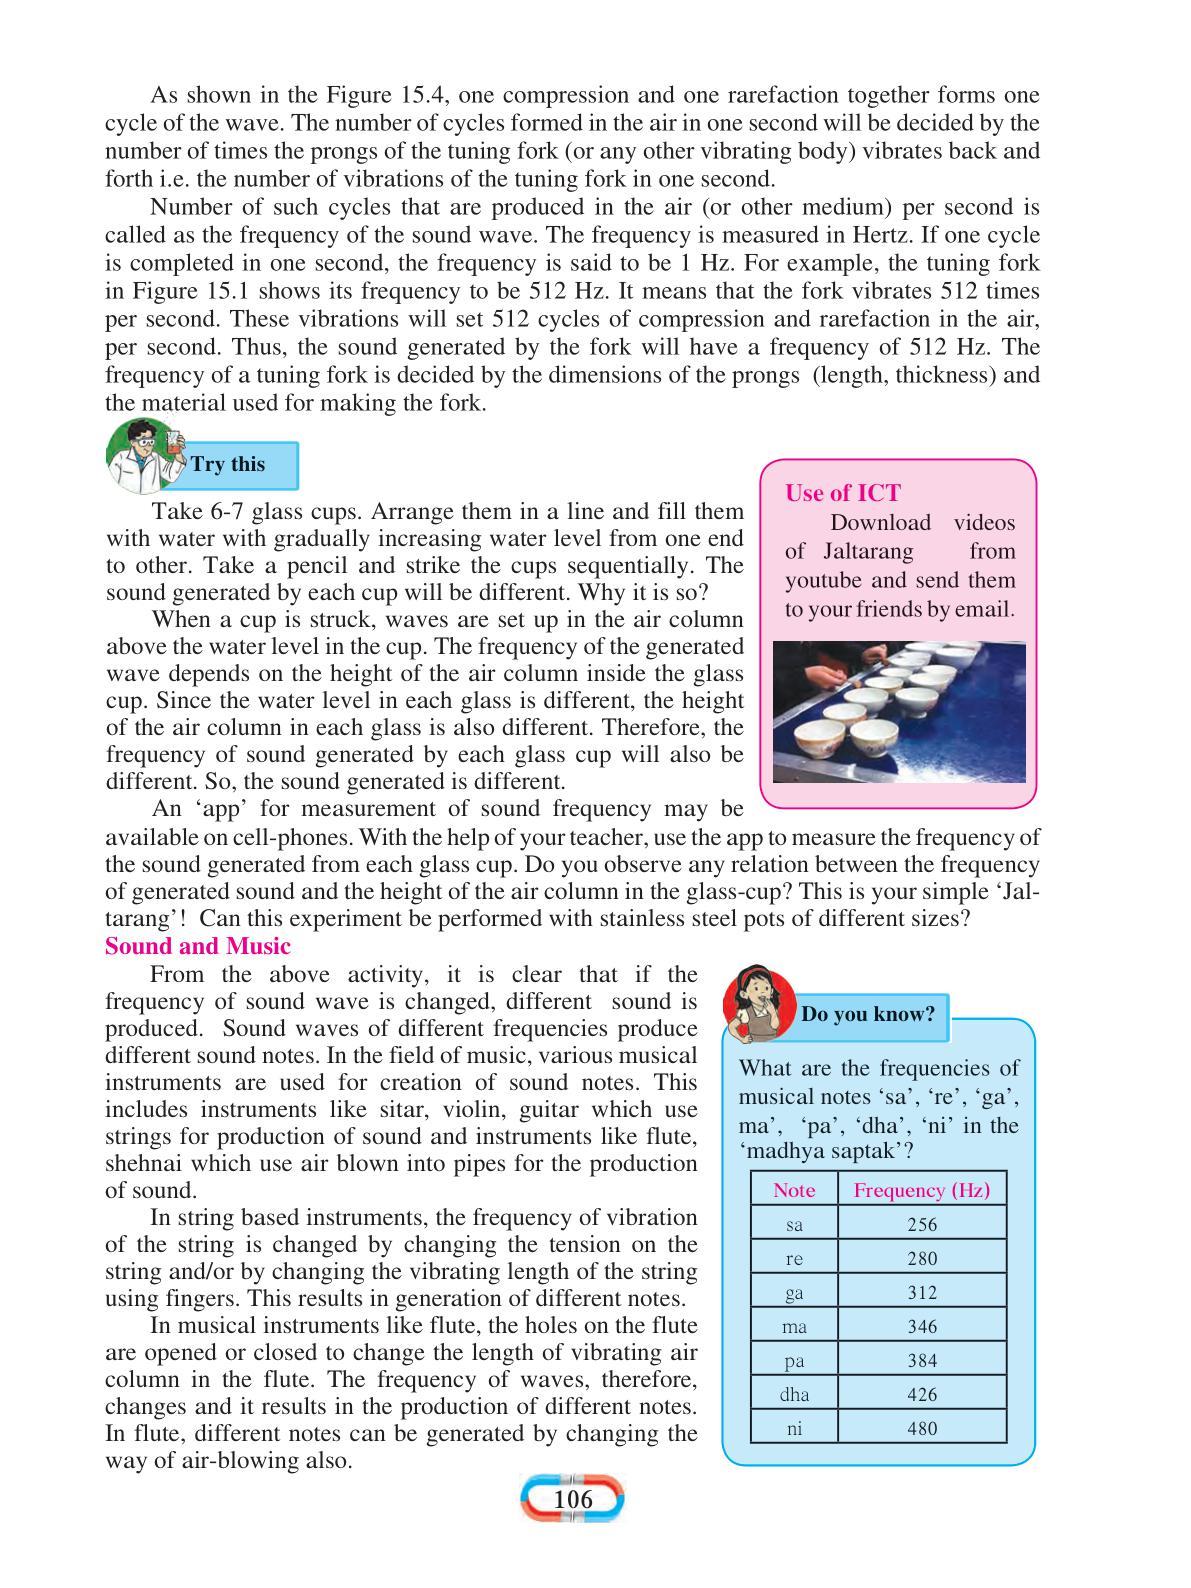 As shown in the Figure 15.4, one compression and one rarefaction together forms one
cycle of the wave. The number of cycles formed in the air in one second will be decided by the
number of times the prongs of the tuning fork (or any other vibrating body) vibrates back and
forth i.e. the number of vibrations of the tuning fork in one second.
Number of such cycles that are produced in the air (or other medium) per second is
called as the frequency of the sound wave. The frequency is measured in Hertz. If one cycle
is completed in one second, the frequency is said to be 1 Hz. For example, the tuning fork
in Figure 15.1 shows its frequency to be 512 Hz. It means that the fork vibrates 512 times
per second. These vibrations will set 512 cycles of compression and rarefaction in the air,
per second. Thus, the sound generated by the fork will have a frequency of 512 Hz. The
frequency of a tuning fork is decided by the dimensions of the prongs (length, thickness) and
the material used for making the fork.
Try this
Take 6-7 glass cups. Arrange them in a line and fill them
with water with gradually increasing water level from one end
to other. Take a pencil and strike the cups sequentially. The
sound generated by each cup will be different. Why it is so?
When a cup is struck, waves are set up in the air column
above the water level in the cup. The frequency of the generated
wave depends on the height of the air column inside the glass
cup. Since the water level in each glass is different, the height
of the air column in each glass is also different. Therefore, the
frequency of sound generated by each glass cup will also be
different. So, the sound generated is different.
An ‘app’ for measurement of sound frequency may be
available on cell-phones. With the help of your teacher, use the app to measure the frequency of
the sound generated from each glass cup. Do you observe any relation between the frequency
of generated sound and the height of the air column in the glass-cup? This is your simple ‘Jal-
tarang’! Can this experiment be performed with stainless steel pots of different sizes?
Use of ICT
Download videos
of Jaltarang from
youtube and send them
to your friends by email.
Sound and Music
From the above activity, it is clear that if the
frequency of sound wave is changed, different sound is
produced. Sound waves of different frequencies produce
different sound notes. In the field of music, various musical
instruments are used for creation of sound notes. This
includes instruments like sitar, violin, guitar which use
strings for production of sound and instruments like flute,
shehnai which use air blown into pipes for the production
of sound.
In string based instruments, the frequency of vibration
of the string is changed by changing the tension on the
string and/or by changing the vibrating length of the string
using fingers. This results in generation of different notes.
In musical instruments like flute, the holes on the flute
are opened or closed to change the length of vibrating air
column in the flute. The frequency of waves, therefore,
changes and it results in the production of different notes.
In flute, different notes can be generated by changing the
way of air-blowing also.
Do you know?
What are the frequencies of
musical notes ‘sa’, ‘re’, ‘ga’,
ma’, ‘pa’, ‘dha’, ‘ni’ in the
‘madhya saptak’?
Note Frequency (Hz)
sa 256
re 280
ga 312
ma 346
pa 384
dha 426
ni 480
106